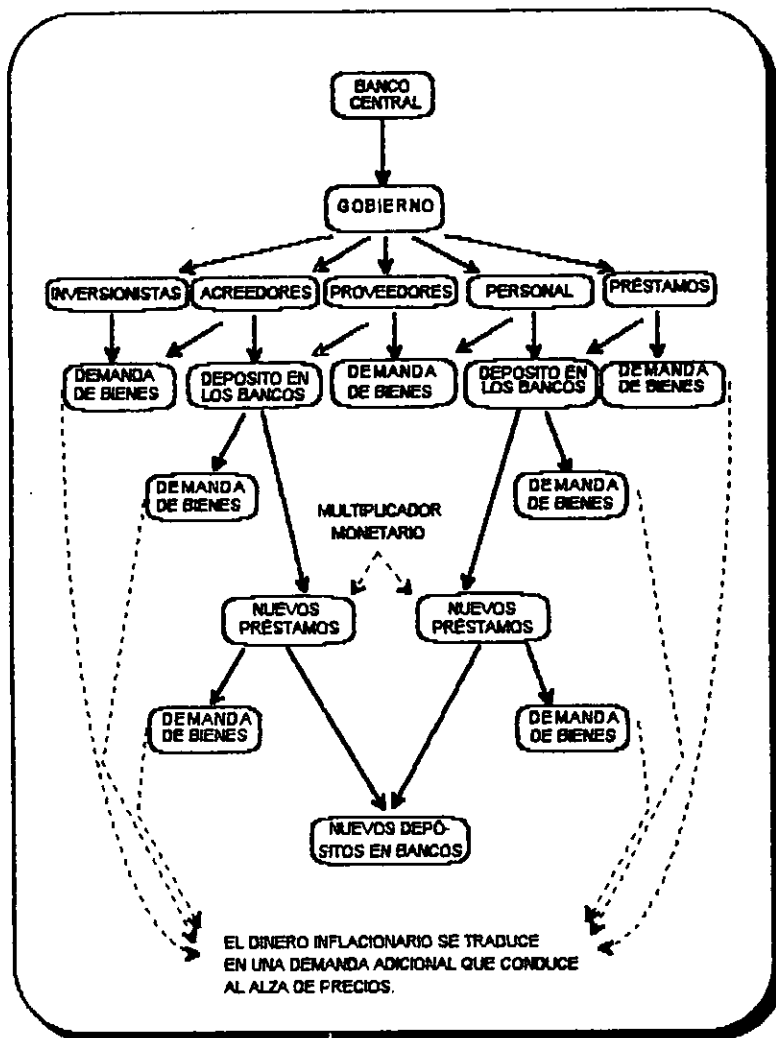 BANCO
CENTRAL
GOBIERNO
INVERSIONISTAS
ACREEDORES
PROVEEDORES
PERSONAL
PRÉSTAMOS
DEMANDA
DE BIENES
DEPOSITO EN
LOS BANCOS
DEMANDA
DE BIENES
DEPOSITO EN
LOS BANCOS
DEMANDA
DE BIENES
DEMANDA
DE BIENES
MULTIPLICADOR
MONETARIO
DEMANDA
DE BIENES
NUEVOS
PRÉSTAMOS
NUEVOS
PRÉSTAMOS
DEMANDA
DE BIENES
DEMANDA
DE BIENES
NUEVOS DEPÓ-
SITOS EN BANCOS
EL DINERO INFLACIONARIO SE TRADUCE
EN UNA DEMANDA ADICIONAL QUE CONDUCE
AL ALZA DE PRECIOS.